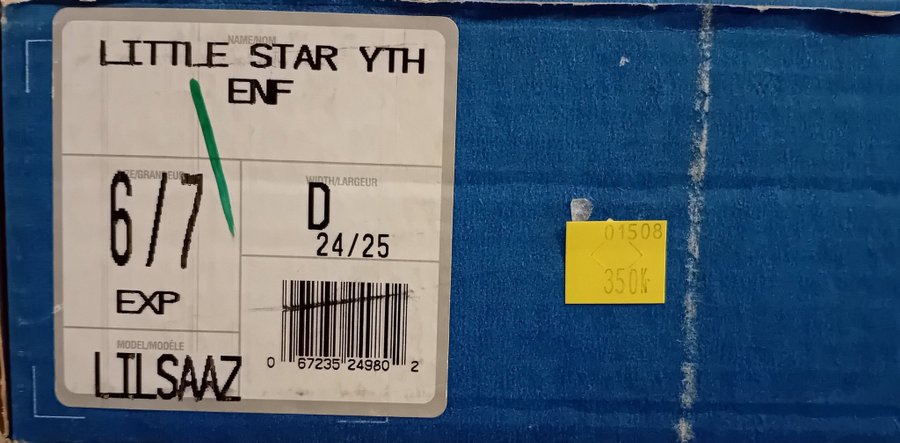 NAME/NOM
LITTLE STAR YTH
ENF
SIZE/GRANDEUR
6/7
EXP
WIDTH/LARGEUR
D
24/25
MODEL/MODÈLE
LILSAAZ
0 67235 24980 2
01508
350k